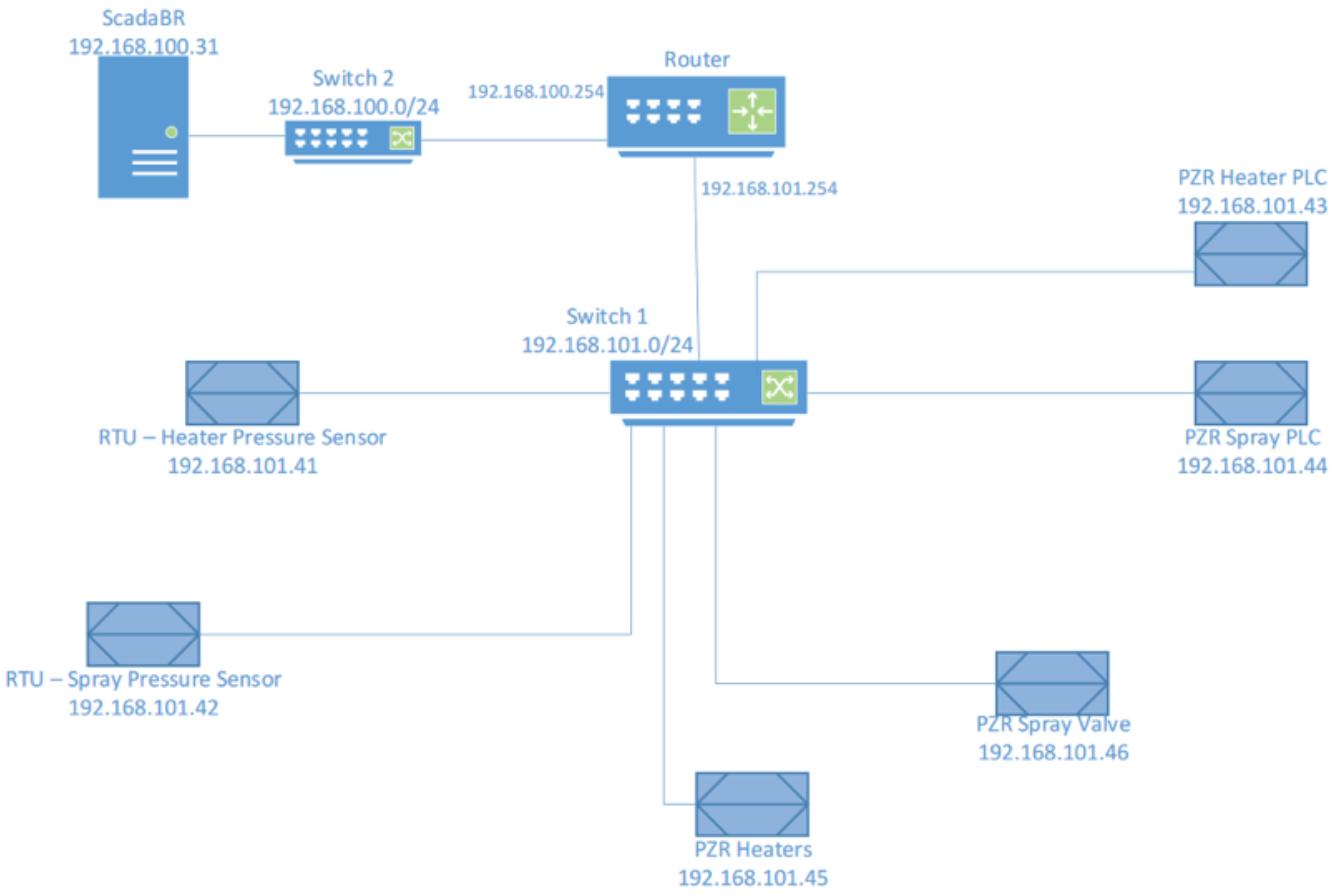 ScadaBR
192.168.100.31
Switch 2
192.168.100.0/24
192.168.100.254
Router
192.168.101.254
PZR Heater PLC
192.168.101.43
Switch 1
192.168.101.0/24
RTU – Heater Pressure Sensor
192.168.101.41
PZR Spray PLC
192.168.101.44
RTU – Spray Pressure Sensor
192.168.101.42
PZR Spray Valve
192.168.101.46
PZR Heaters
192.168.101.45